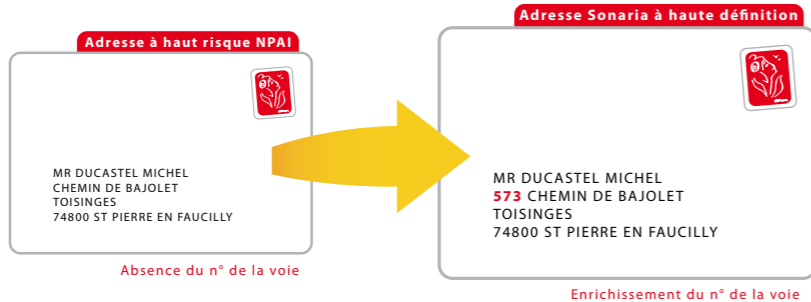 Adresse à haut risque NPAI
MR DUCASTEL MICHEL
CHEMIN DE BAJOLET
TOISINGES
74800 ST PIERRE EN FAUCILLY
Absence du n° de la voie
Adresse Sonaria à haute définition
MR DUCASTEL MICHEL
573 CHEMIN DE BAJOLET
TOISINGES
74800 ST PIERRE EN FAUCILLY
Enrichissement du n° de la voie